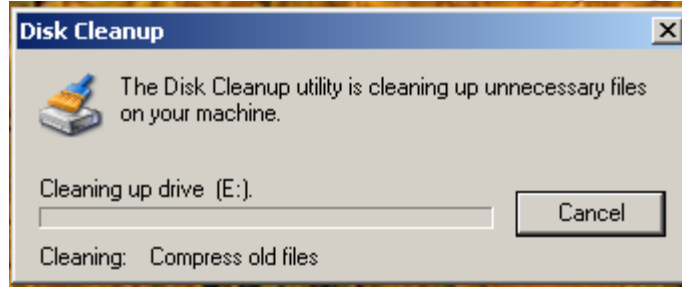 Disk Cleanup
The Disk Cleanup utility is cleaning up unnecessary files
on your machine.
Cleaning up drive  (E:).
Cancel
Cleaning:   Compress old files